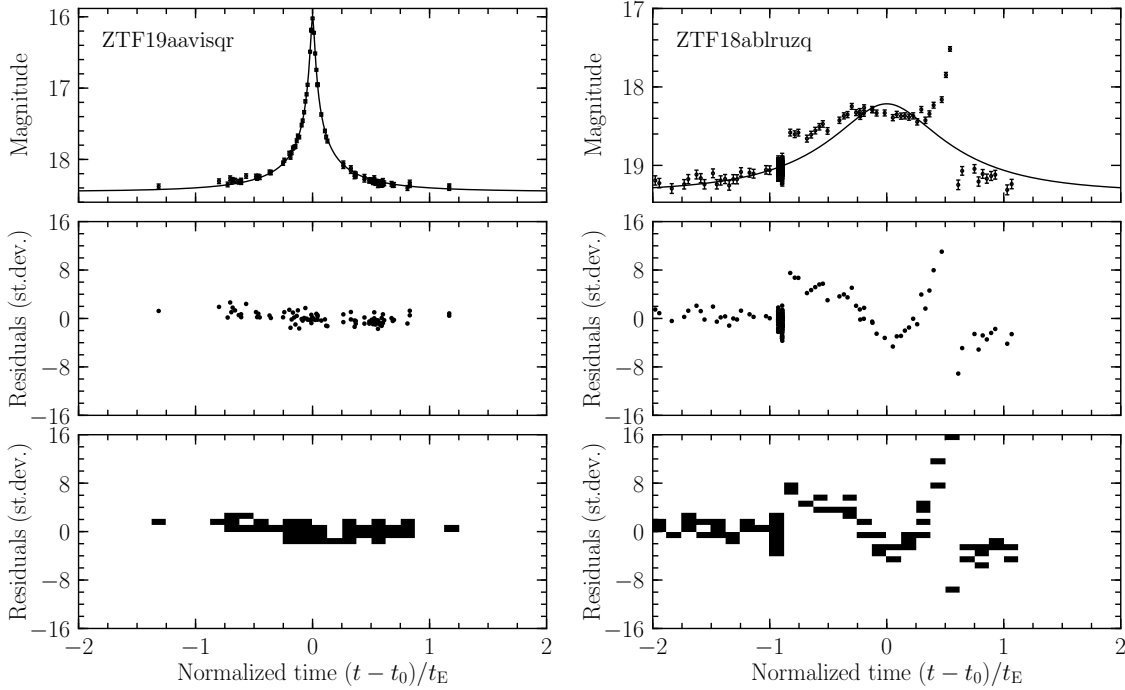 ZTF19aavisqr
Magnitude
16
17
18
Residuals (st.dev.)
16
8
0
−8
−16
Residuals (st.dev.)
16
8
0
−8
−16
−2 −1 0 1 2
Normalized time (t − t0)/tE
ZTF18ablruzq
Magnitude
17
18
19
Residuals (st.dev.)
16
8
0
−8
−16
Residuals (st.dev.)
16
8
0
−8
−16
−2 −1 0 1 2
Normalized time (t − t0)/tE